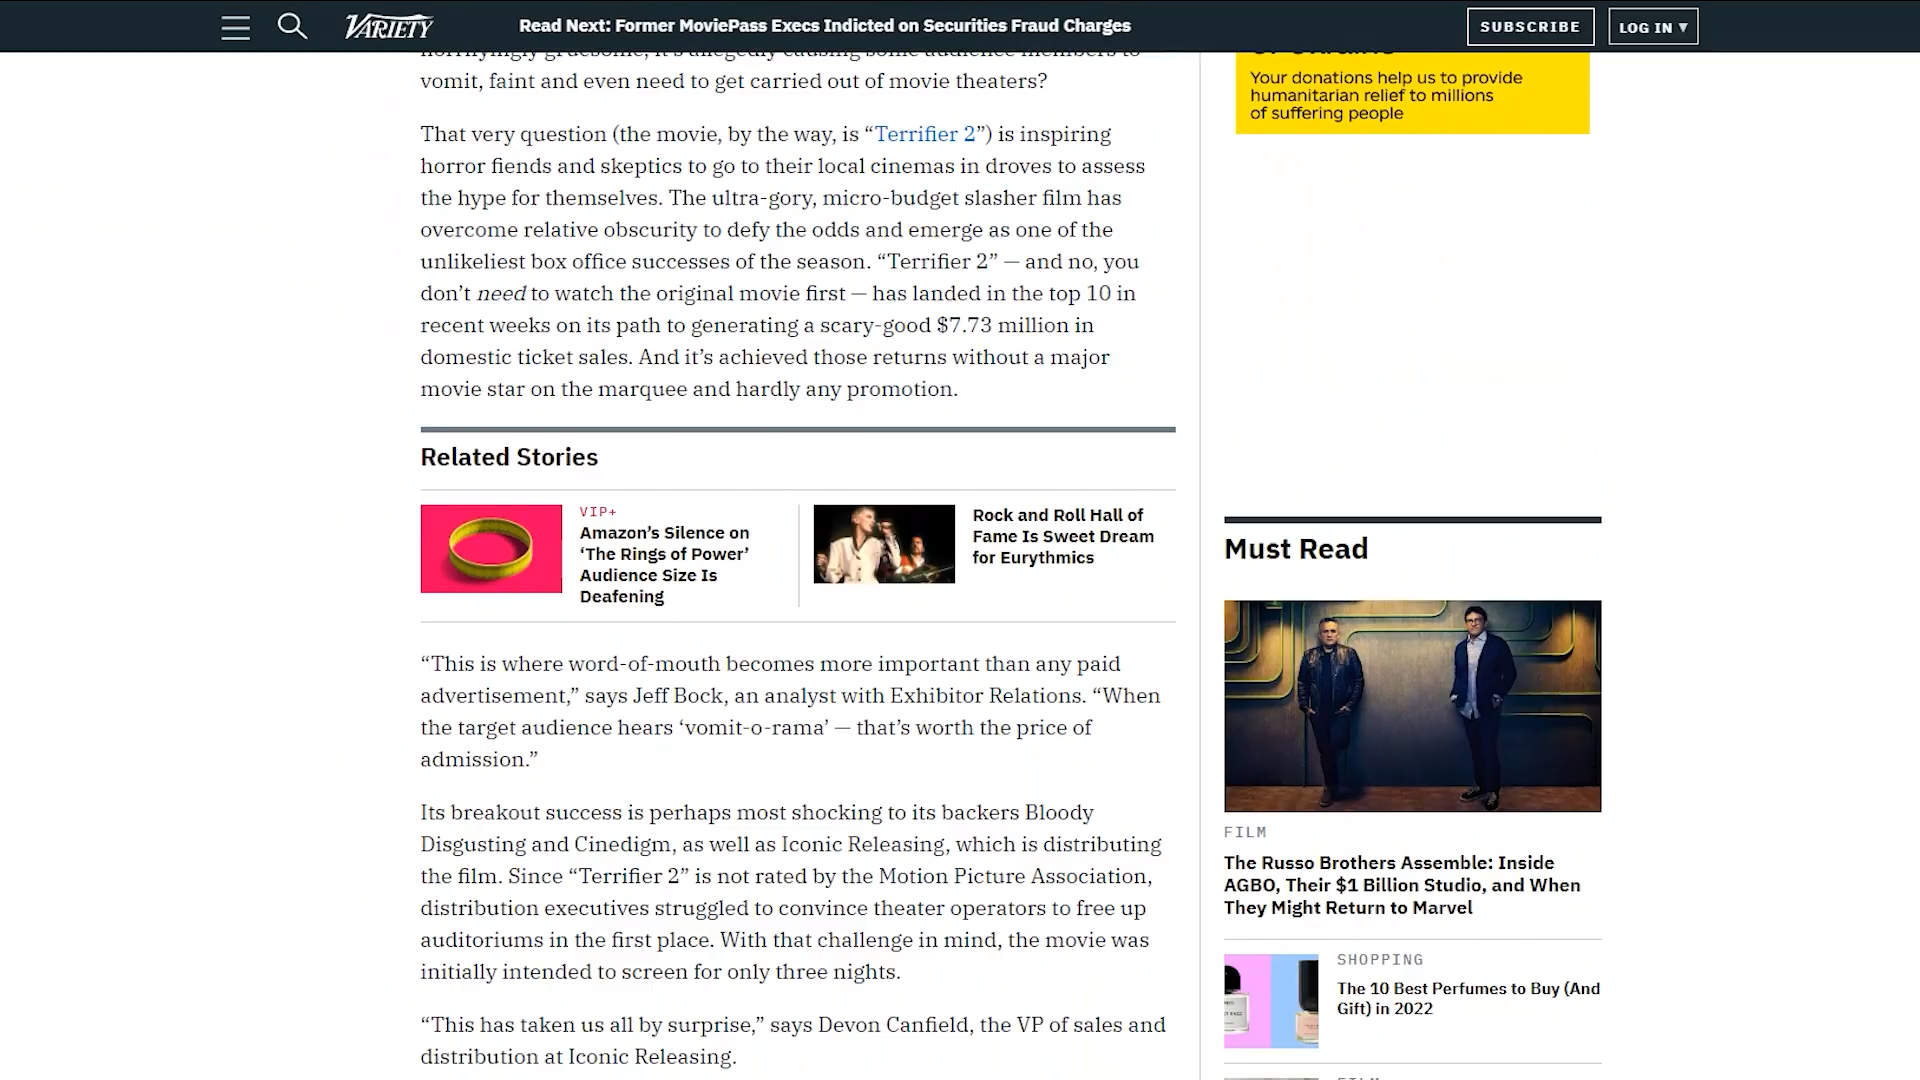 VARIETY
Read Next: Former MoviePass Execs Indicted on Securities Fraud Charges
SUBSCRIBE
LOG IN ▾
horrifyingly gruesome, it's allegedly causing some audience members to
vomit, faint and even need to get carried out of movie theaters?
That very question (the movie, by the way, is “Terrifier 2”) is inspiring
horror fiends and skeptics to go to their local cinemas in droves to assess
the hype for themselves. The ultra-gory, micro-budget slasher film has
overcome relative obscurity to defy the odds and emerge as one of the
unlikeliest box office successes of the season. “Terrifier 2” — and no, you
don’t need to watch the original movie first — has landed in the top 10 in
recent weeks on its path to generating a scary-good $7.73 million in
domestic ticket sales. And it’s achieved those returns without a major
movie star on the marquee and hardly any promotion.
Related Stories
VIP+
Amazon’s Silence on
‘The Rings of Power’
Audience Size Is
Deafening
Rock and Roll Hall of
Fame Is Sweet Dream
for Eurythmics
“This is where word-of-mouth becomes more important than any paid
advertisement,” says Jeff Bock, an analyst with Exhibitor Relations. “When
the target audience hears ‘vomit-o-rama’ — that’s worth the price of
admission.”
Its breakout success is perhaps most shocking to its backers Bloody
Disgusting and Cinedigm, as well as Iconic Releasing, which is distributing
the film. Since “Terrifier 2” is not rated by the Motion Picture Association,
distribution executives struggled to convince theater operators to free up
auditoriums in the first place. With that challenge in mind, the movie was
initially intended to screen for only three nights.
“This has taken us all by surprise,” says Devon Canfield, the VP of sales and
distribution at Iconic Releasing.
Your donations help us to provide
humanitarian relief to millions
of suffering people
Must Read
FILM
The Russo Brothers Assemble: Inside
AGBO, Their $1 Billion Studio, and When
They Might Return to Marvel
SHOPPING
The 10 Best Perfumes to Buy (And
Gift) in 2022